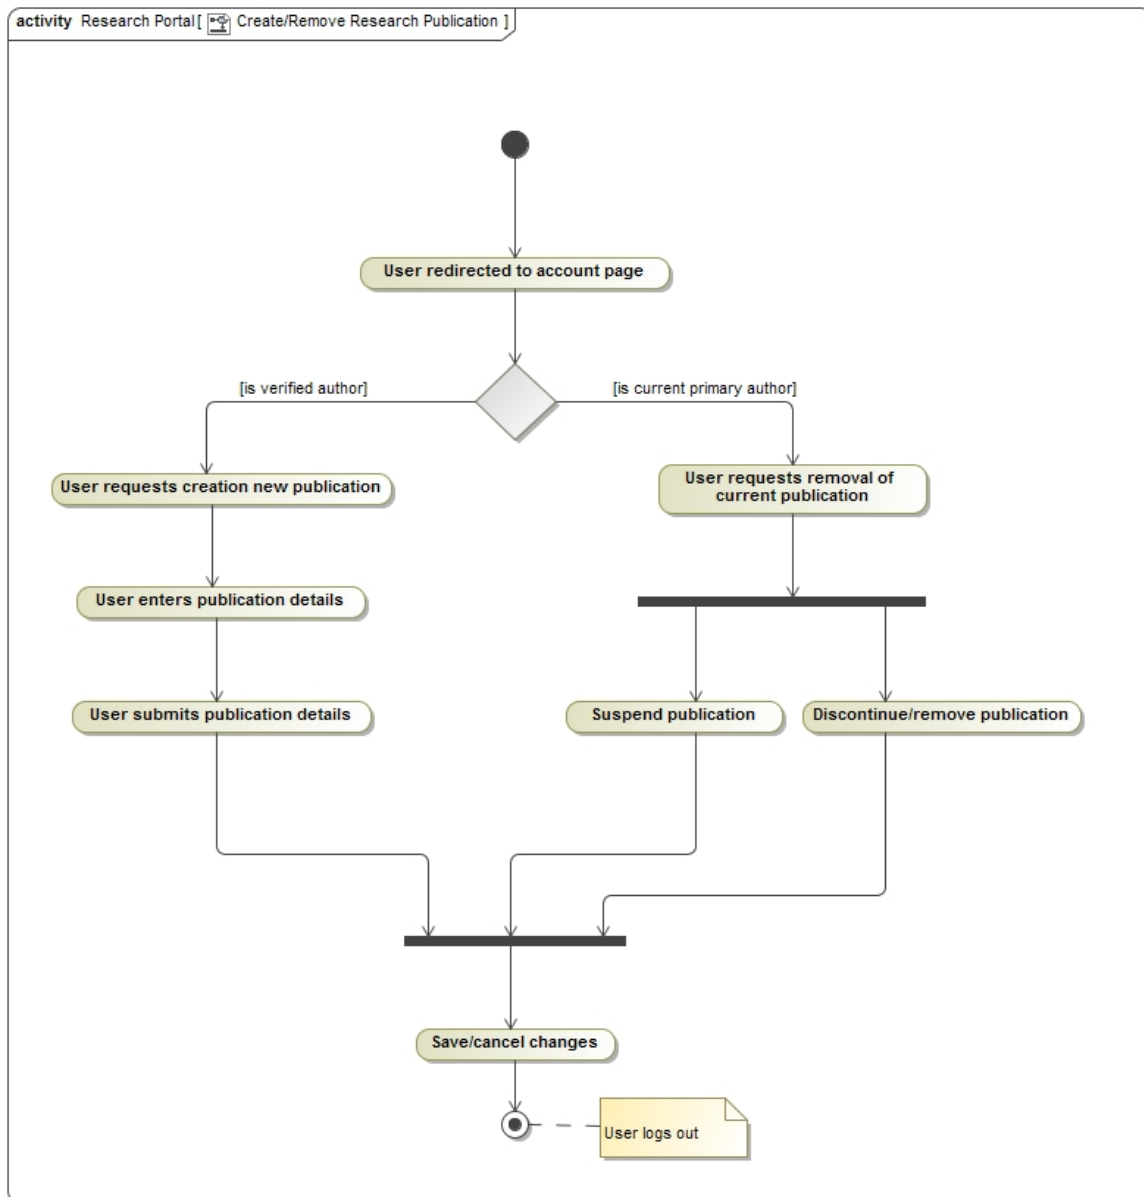 activity Research Portal[ Create/Remove Research Publication ]
User redirected to account page
[is verified author]
[is current primary author]
User requests creation new publication
User requests removal of
current publication
User enters publication details
User submits publication details
Suspend publication
Discontinue/remove publication
Save/cancel changes
User logs out